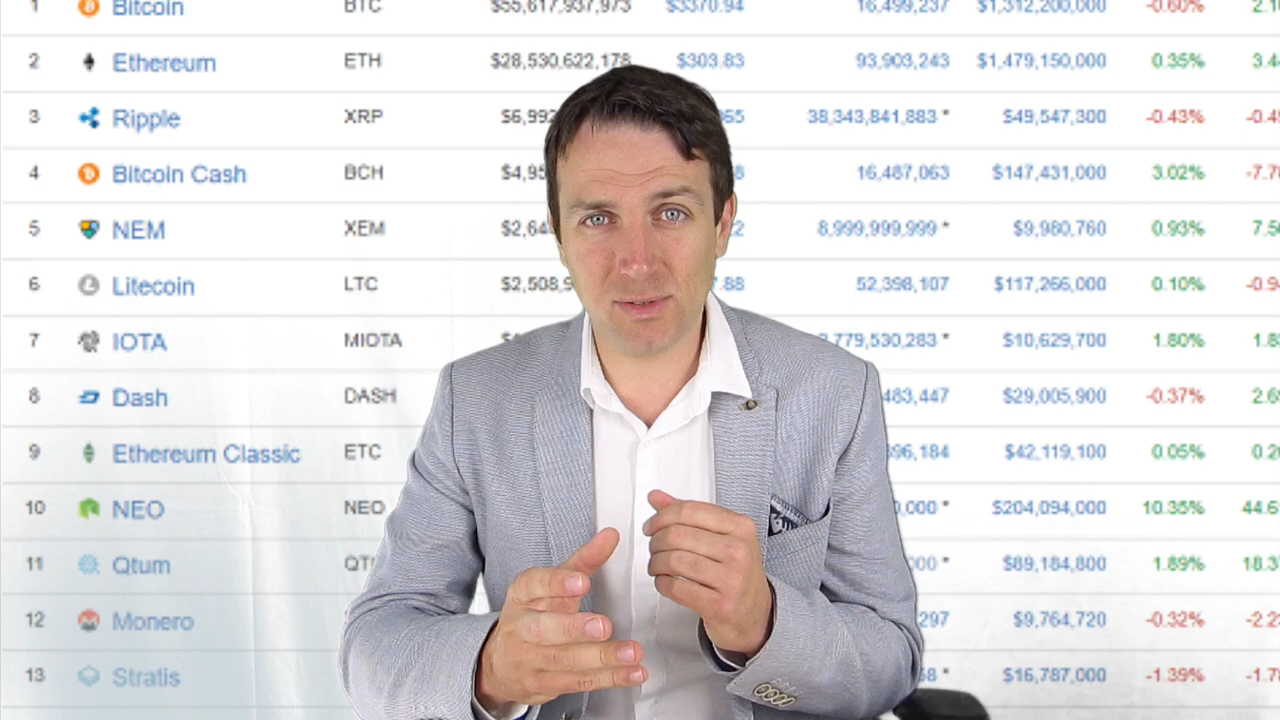 1 Bitcoin BTC $55,617,937,973 $3370.94 16,499,237 $1,312,200,000 -0.60%
2 Ethereum ETH $28,530,622,178 $303.83 93,903,243 $1,479,150,000 0.35%
3 Ripple XRP 38,343,841,883 * $49,547,300 -0.43%
4 Bitcoin Cash BCH 16,487,063 $147,431,000 3.02%
5 NEM XEM 8,999,999,999 * $9,980,760 0.93%
6 Litecoin LTC 52,398,107 $117,266,000 0.10%
7 IOTA MIOTA $10,629,700 1.80%
8 Dash DASH $29,005,900 -0.37%
9 Ethereum Classic ETC $42,119,100 0.05%
10 NEO NEO $204,094,000 10.35%
11 Qtum $89,184,800 1.89%
12 Monero $9,764,720 -0.32%
13 Stratis $16,787,000 -1.39%